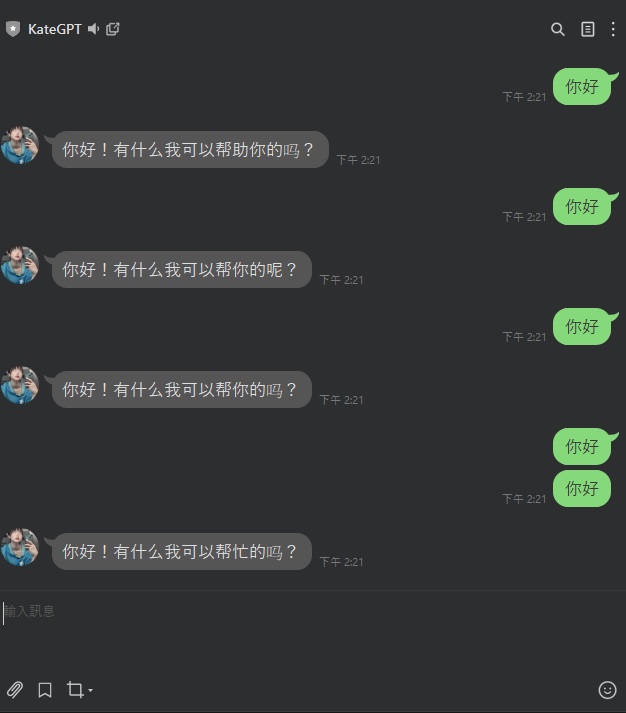 KateGPT
你好
下午 2:21
你好！有什么我可以帮助你的吗？
下午 2:21
你好
下午 2:21
你好！有什么我可以帮你的呢？
下午 2:21
你好
下午 2:21
你好！有什么我可以帮你的吗？
下午 2:21
你好
你好
下午 2:21
你好！有什么我可以帮忙的吗？
下午 2:21
輸入訊息